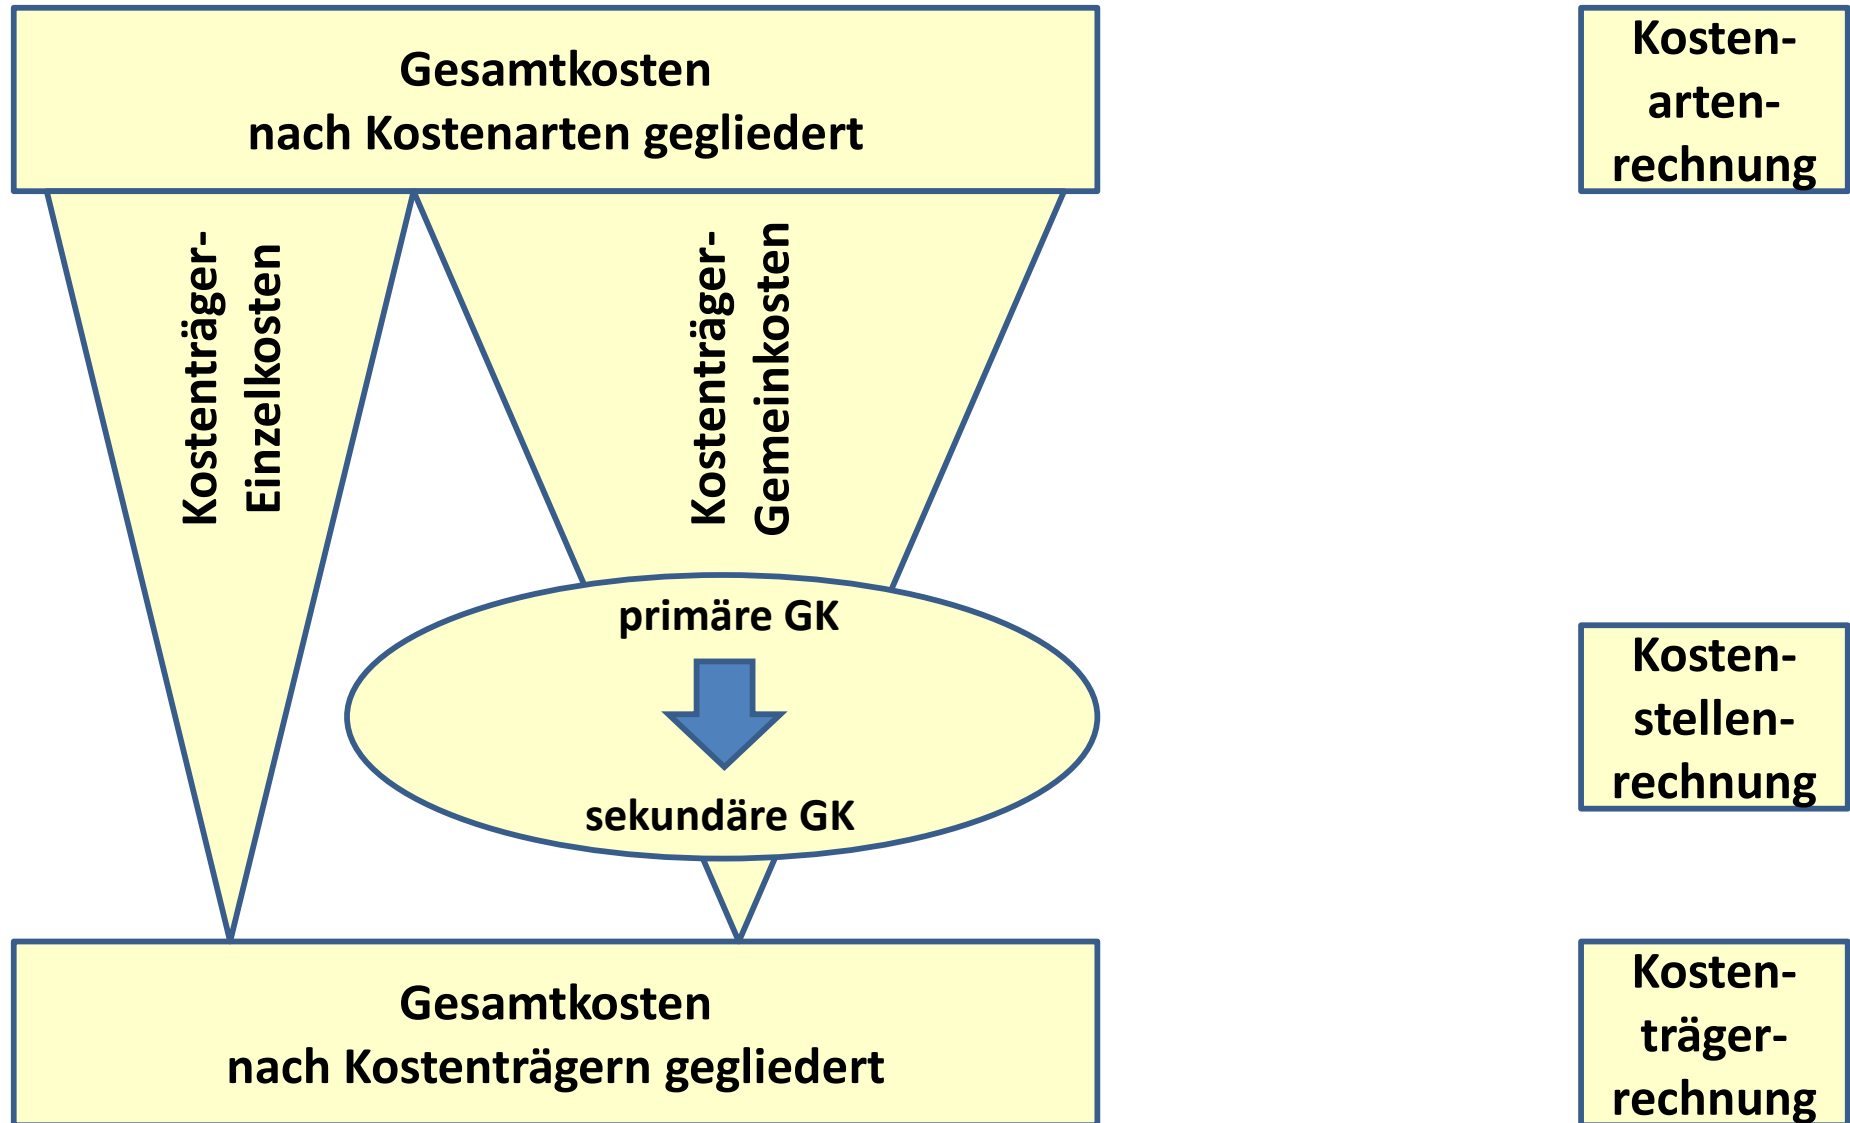 Gesamtkosten
nach Kostenarten gegliedert
Kosten-
arten-
rechnung
Kostenträger-
Einzelkosten
Kostenträger-
Gemeinkosten
primäre GK
sekundäre GK
Kosten-
stellen-
rechnung
Gesamtkosten
nach Kostenträgern gegliedert
Kosten-
träger-
rechnung